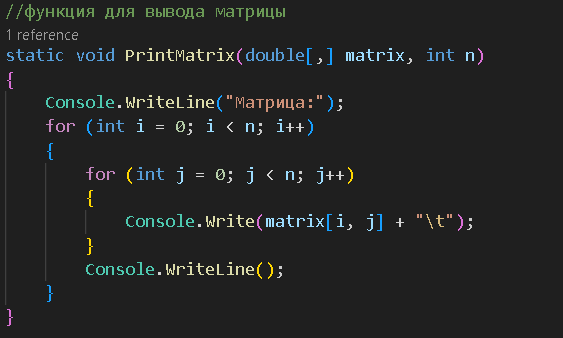 //функция для вывода матрицы
1 reference
static void PrintMatrix(double[,] matrix, int n)
{
    Console.WriteLine("Матрица:");
    for (int i = 0; i < n; i++)
    {
        for (int j = 0; j < n; j++)
        {
            Console.Write(matrix[i, j] + "\t");
        }
        Console.WriteLine();
    }
}